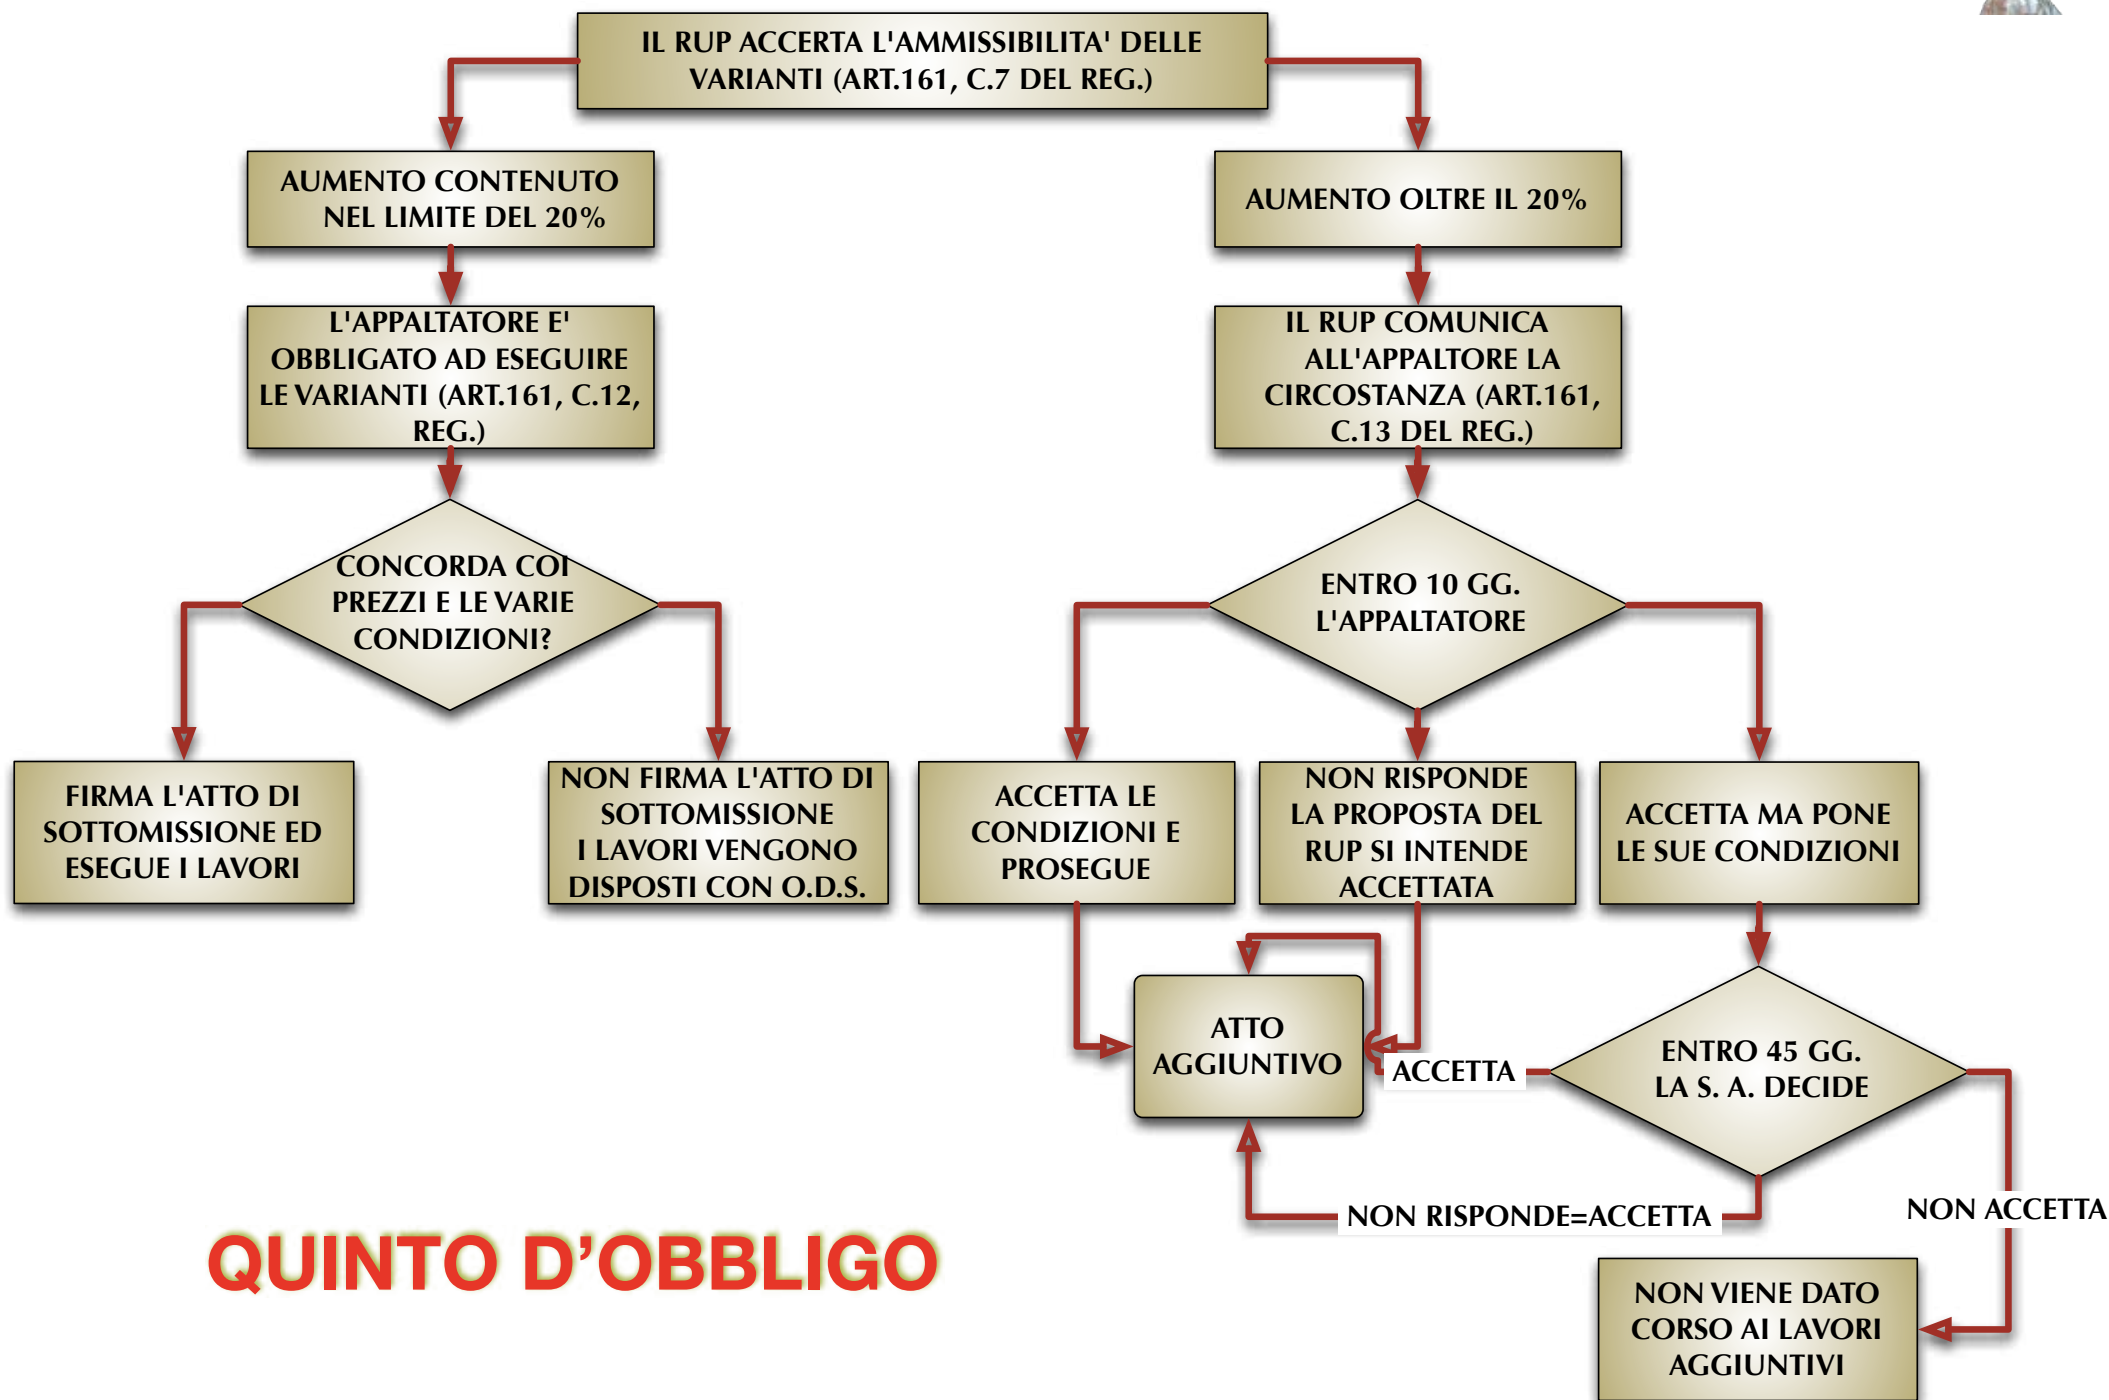 IL RUP ACCERTA L'AMMISSIBILITA' DELLE
VARIANTI (ART.161, C.7 DEL REG.)
AUMENTO CONTENUTO
NEL LIMITE DEL 20%
AUMENTO OLTRE IL 20%
L'APPALTATORE E'
OBBLIGATO AD ESEGUIRE
LE VARIANTI (ART.161, C.12,
REG.)
IL RUP COMUNICA
ALL'APPALTORE LA
CIRCOSTANZA (ART.161,
C.13 DEL REG.)
CONCORDA COI
PREZZI E LE VARIE
CONDIZIONI?
ENTRO 10 GG.
L'APPALTATORE
FIRMA L'ATTO DI
SOTTOMISSIONE ED
ESEGUE I LAVORI
NON FIRMA L'ATTO DI
SOTTOMISSIONE
I LAVORI VENGONO
DISPOSTI CON O.D.S.
ACCETTA LE
CONDIZIONI E
PROSEGUE
NON RISPONDE
LA PROPOSTA DEL
RUP SI INTENDE
ACCETTATA
ACCETTA MA PONE
LE SUE CONDIZIONI
ATTO
AGGIUNTIVO
ACCETTA
ENTRO 45 GG.
LA S. A. DECIDE
NON RISPONDE=ACCETTA
NON ACCETTA
QUINTO D'OBBLIGO
NON VIENE DATO
CORSO AI LAVORI
AGGIUNTIVI